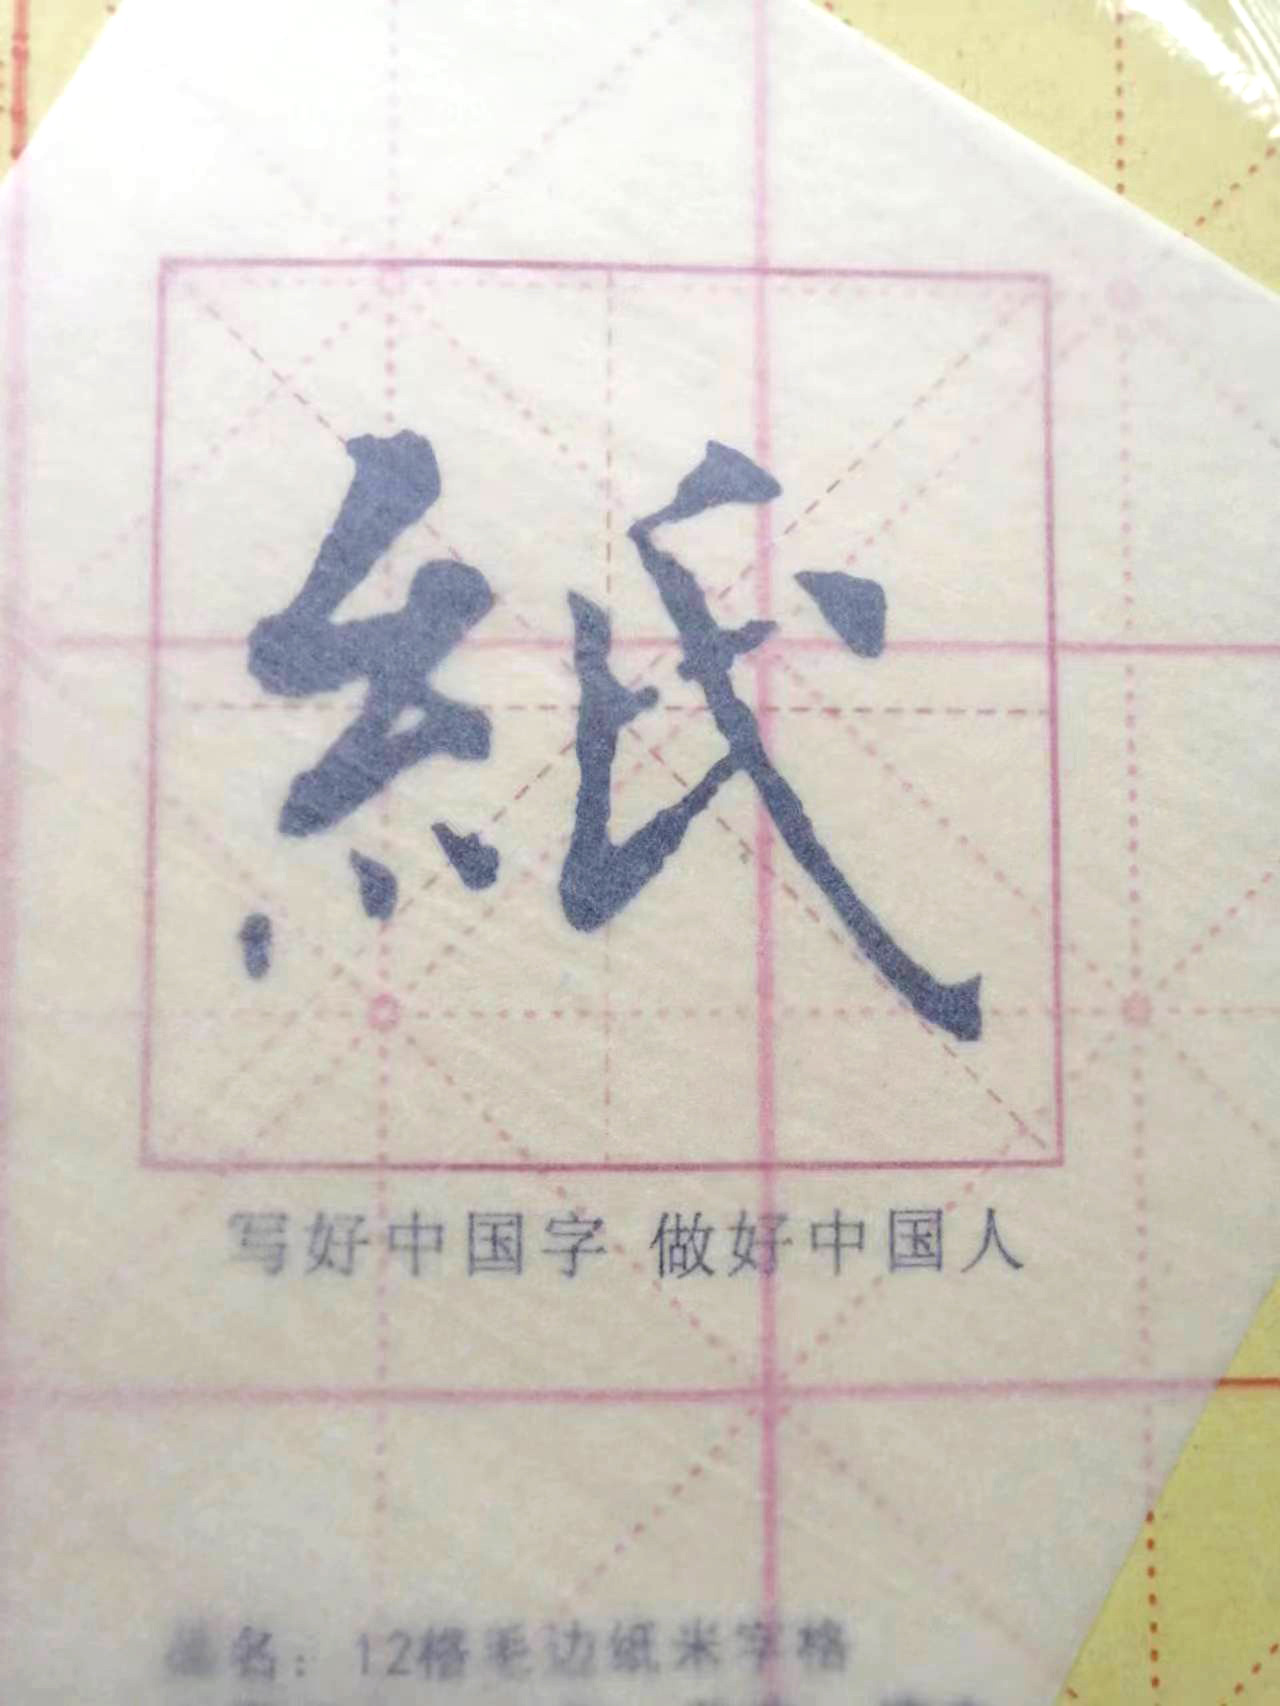 紙
写好中国字 做好中国人
名：12格毛边纸米字格